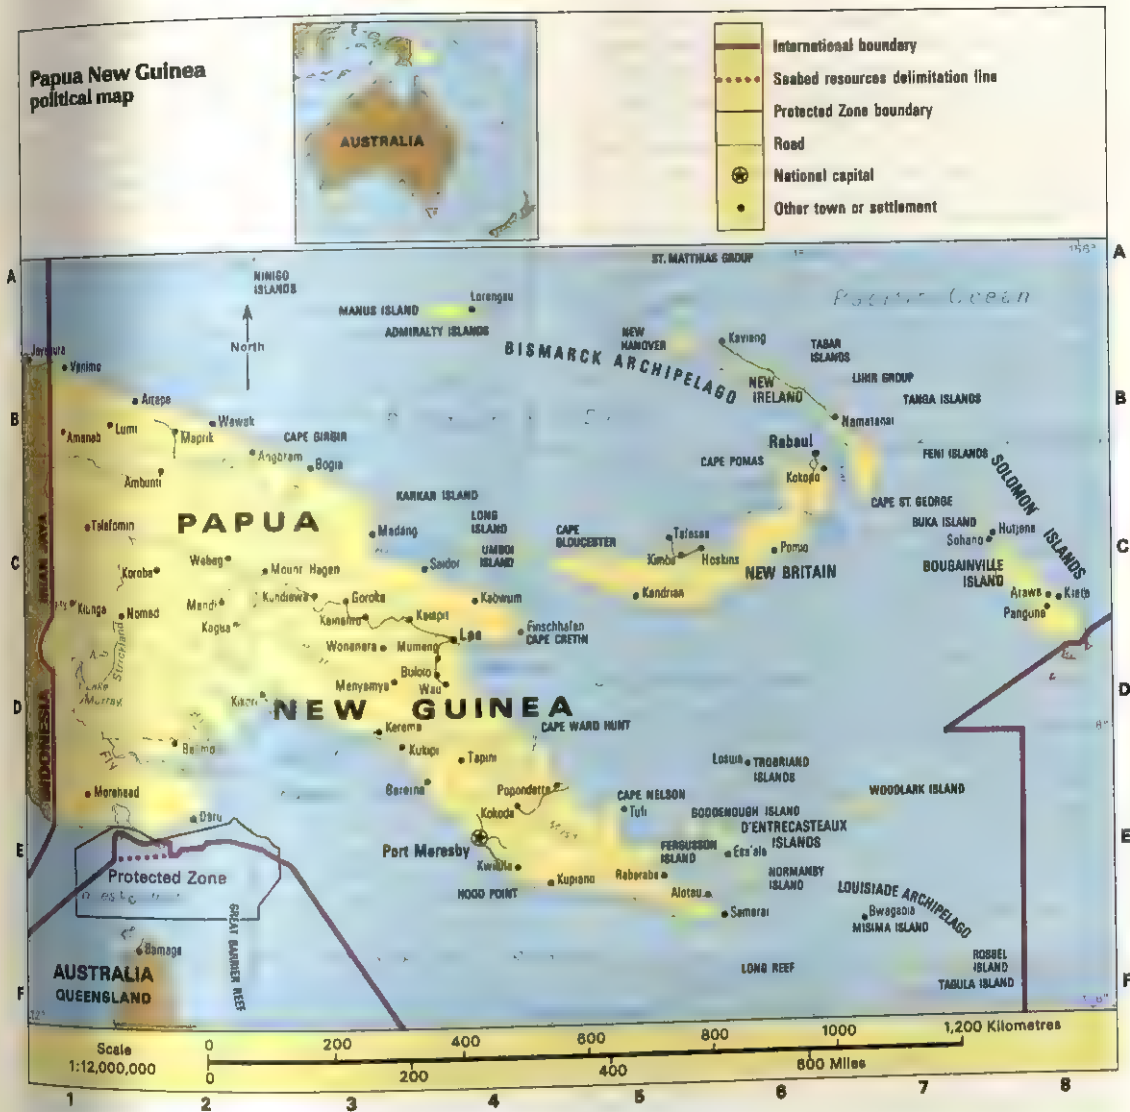 Papua New Guinea
political map
AUSTRALIA
International boundary
Seabed resources delimitation line
Protected Zone boundary
Road
National capital
Other town or settlement
A
A
NINIGO
ISLANDS
ST. MATTHIAS GROUP
156°
Pacific Ocean
MANUS ISLAND
Lorengau
ADMIRALTY ISLANDS
North
NEW
HANOVER
Kavieng
TABAR
ISLANDS
BISMARCK ARCHIPELAGO
LIHIR GROUP
NEW
IRELAND
TANGA ISLANDS
Jayapura
Vanimo
B
B
Aitape
Wewak
Lumi
Amanab
Maprik
CAPE GIRGIR
Angoram
Bogia
Ambunti
Namatanai
Rabaul
CAPE POMAS
Kokopo
FENI ISLANDS
SOLOMON ISLANDS
KARKAR ISLAND
CAPE ST. GEORGE
PAPUA
Telefomin
Madang
LONG
ISLAND
CAPE
GLOUCESTER
Talasea
BUKA ISLAND
Hutjena
Sohano
C
C
Wabag
UMBOI
ISLAND
Kimbe
Hoskins
Pomio
Koroba
Mount Hagen
Saidor
NEW BRITAIN
BOUGAINVILLE
ISLAND
IRIAN JAYA
Kiunga
Nomad
Mendi
Kundiawa
Goroka
Kabwum
Kandrian
Arawa
Kieta
Kainantu
Kaiapit
Panguna
Kagua
Finschhafen
CAPE CRETIN
Lae
Strickland
Wonenara
Mumeng
Bulolo
Lake
Murray
Menyamya
Wau
D
D
Kikori
NEW GUINEA
INDONESIA
Kerema
CAPE WARD HUNT
8°
Balimo
Fly
Kukipi
Tapini
Losuia
TROBRIAND
ISLANDS
Morehead
Bereina
Popondetta
CAPE NELSON
WOODLARK ISLAND
Daru
Kokoda
Tufi
GOODENOUGH ISLAND
D'ENTRECASTEAUX
ISLANDS
E
E
Port Moresby
FERGUSSON
ISLAND
Esa'ala
Protected Zone
Kwikila
Raboraba
NORMANBY
ISLAND
HOOD POINT
Kupiano
Alotau
LOUISIADE ARCHIPELAGO
Samarai
Bwagaoia
MISIMA ISLAND
GREAT BARRIER REEF
Bamaga
AUSTRALIA
QUEENSLAND
LONG REEF
ROSSEL
ISLAND
TAGULA ISLAND
F
F
12°
Scale
1:12,000,000
0 200 400 600 800 1000 1,200 Kilometres
0 200 400 600 Miles
1 2 3 4 5 6 7 8